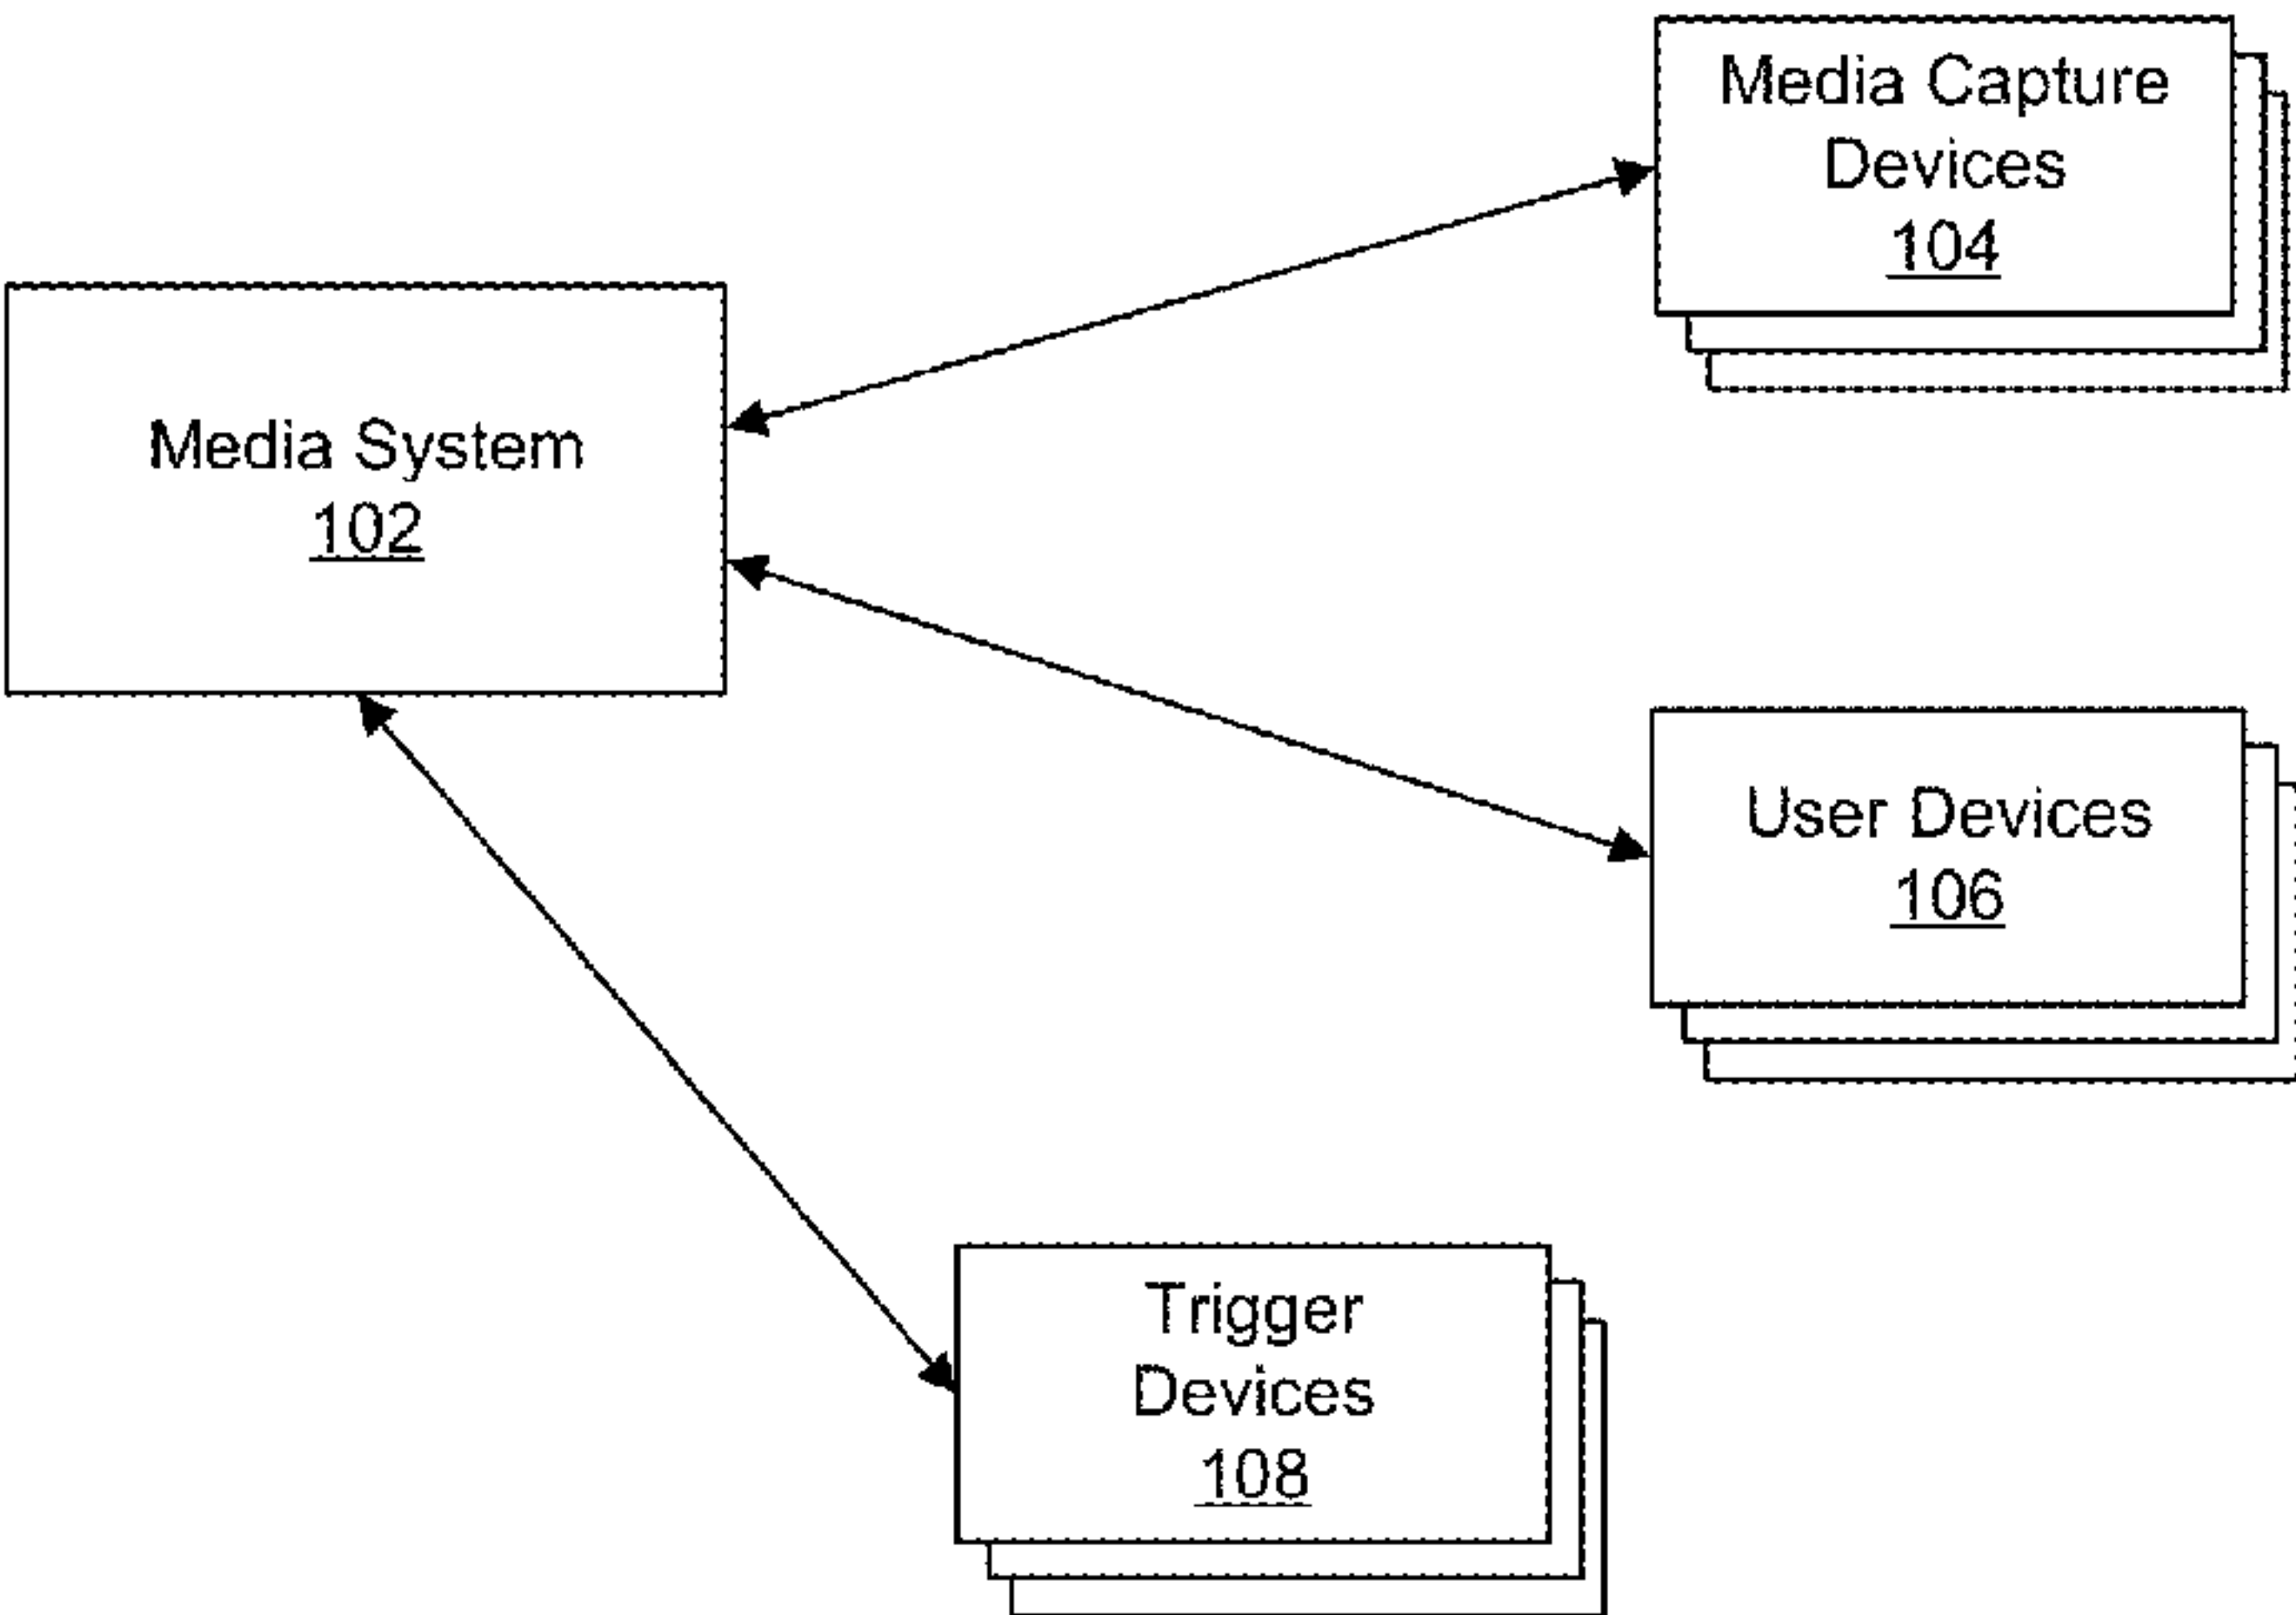 Media Capture
Devices
104
Media System
102
User Devices
106
Trigger
Devices
108